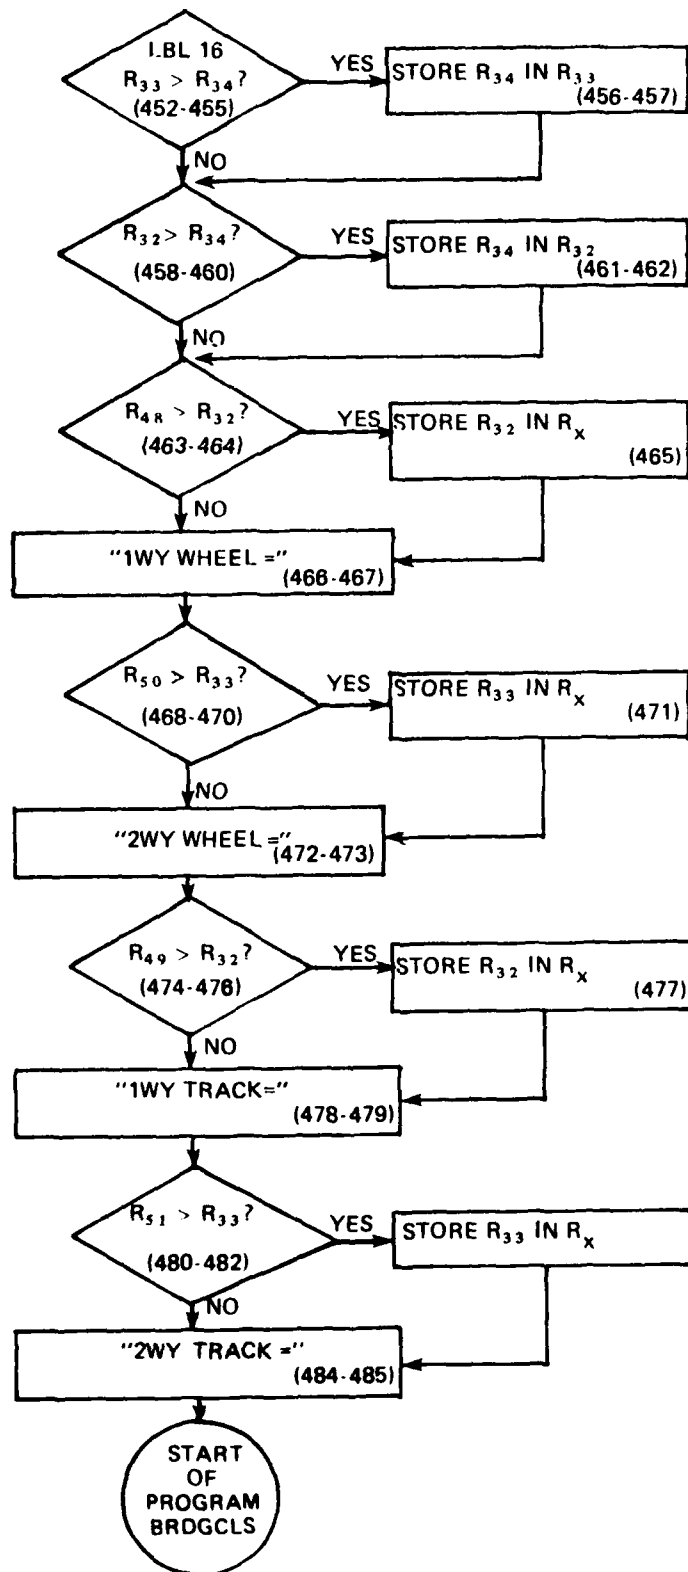 LBL 16
R33 > R34?
(452-455)
YES
STORE R34 IN R33
(456-457)
NO
R32 > R34?
(458-460)
YES
STORE R34 IN R32
(461-462)
NO
R48 > R32?
(463-464)
YES
STORE R32 IN RX
(465)
NO
"1WY WHEEL ="
(466-467)
R50 > R33?
(468-470)
YES
STORE R33 IN RX
(471)
NO
"2WY WHEEL ="
(472-473)
R49 > R32?
(474-476)
YES
STORE R32 IN RX
(477)
NO
"1WY TRACK="
(478-479)
R51 > R33?
(480-482)
YES
STORE R33 IN RX
NO
"2WY TRACK ="
(484-485)
START
OF
PROGRAM
BRDGCLS